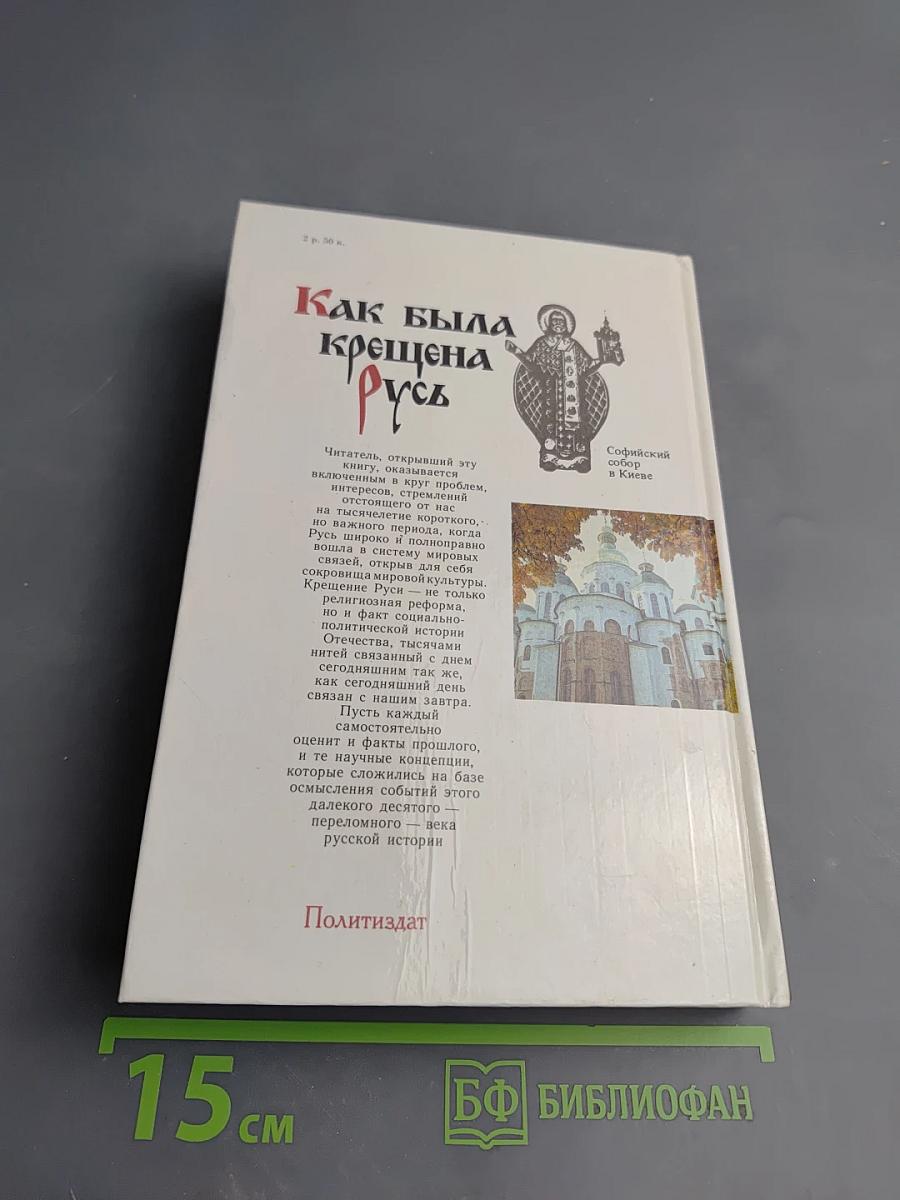 2 р. 50 к.
Как была
крещена
Русь
Софийский
собор
в Киеве
Читатель, открывший эту
книгу, оказывается
включенным в круг проблем,
интересов, стремлений
отстоящего от нас
на тысячелетие короткого,
но важного периода, когда
Русь широко и полноправно
вошла в систему мировых
связей, открыв для себя
сокровища мировой культуры.
Крещение Руси — не только
религиозная реформа,
но и факт социально-
политической истории
Отечества, тысячами
нитей связанный с днем
сегодняшним так же,
как сегодняшний день
связан с нашим завтра.
Пусть каждый
самостоятельно
оценит и факты прошлого,
и те научные концепции,
которые сложились на базе
осмысления событий этого
далекого десятого —
переломного — века
русской истории
Политиздат
15 см
БФ БИБЛИОФАН